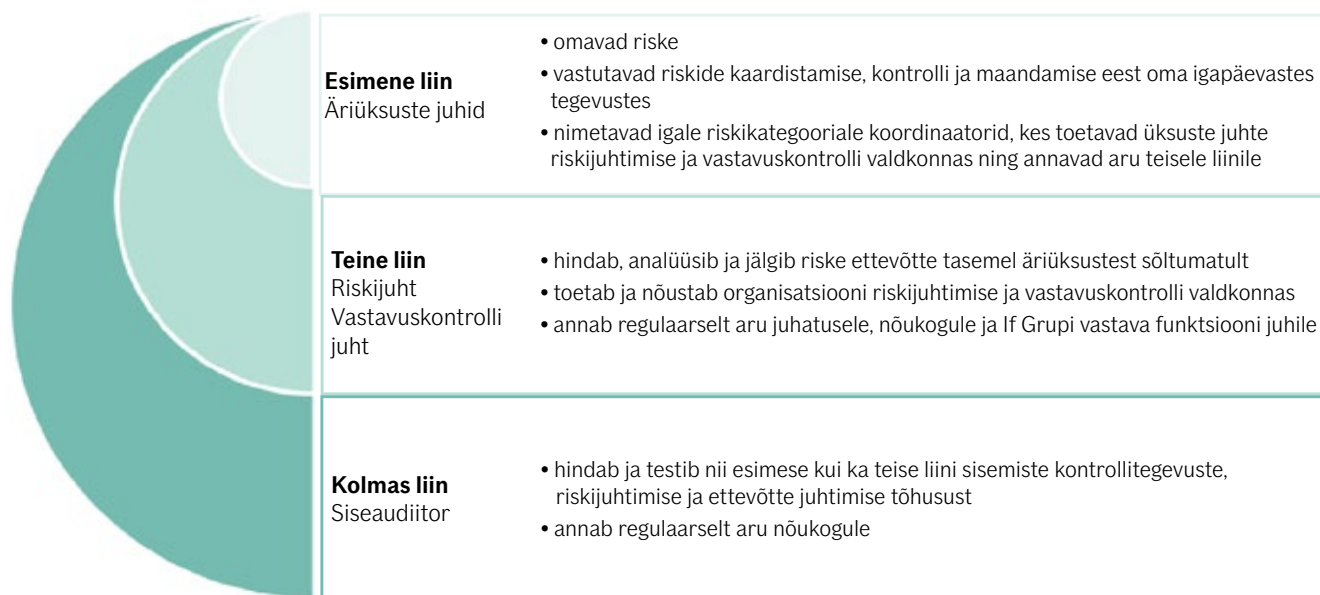 Esimene liin
Äriüksuste juhid
• omavad riske
• vastutavad riskide kaardistamise, kontrolli ja maandamise eest oma igapäevastes
tegevustes
• nimetavad igale riskikategooriale koordinaatorid, kes toetavad üksuste juhte
riskijuhtimise ja vastavuskontrolli valdkonnas ning annavad aru teisele liinile
Teine liin
Riskijuht
Vastavuskontrolli
juht
• hindab, analüüsib ja jälgib riske ettevõtte tasemel äriüksustest sõltumatult
• toetab ja nõustab organisatsiooni riskijuhtimise ja vastavuskontrolli valdkonnas
• annab regulaarselt aru juhatusele, nõukogule ja If Grupi vastava funktsiooni juhile
Kolmas liin
Siseaudiitor
• hindab ja testib nii esimese kui ka teise liini sisemiste kontrollitegevuste,
riskijuhtimise ja ettevõtte juhtimise tõhusust
• annab regulaarselt aru nõukogule